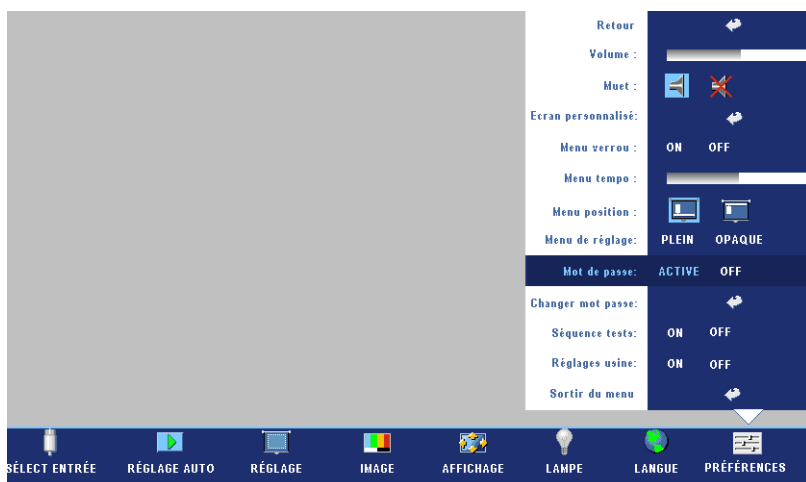 Retour
Volume :
Muet :
Ecran personnalisé:
Menu verrou : ON OFF
Menu tempo :
Menu position :
Menu de réglage: PLEIN OPAQUE
Mot de passe: ACTIVE OFF
Changer mot passe:
Séquence tests: ON OFF
Réglages usine: ON OFF
Sortir du menu
SÉLECT ENTRÉE RÉGLAGE AUTO RÉGLAGE IMAGE AFFICHAGE LAMPE LANGUE PRÉFÉRENCES